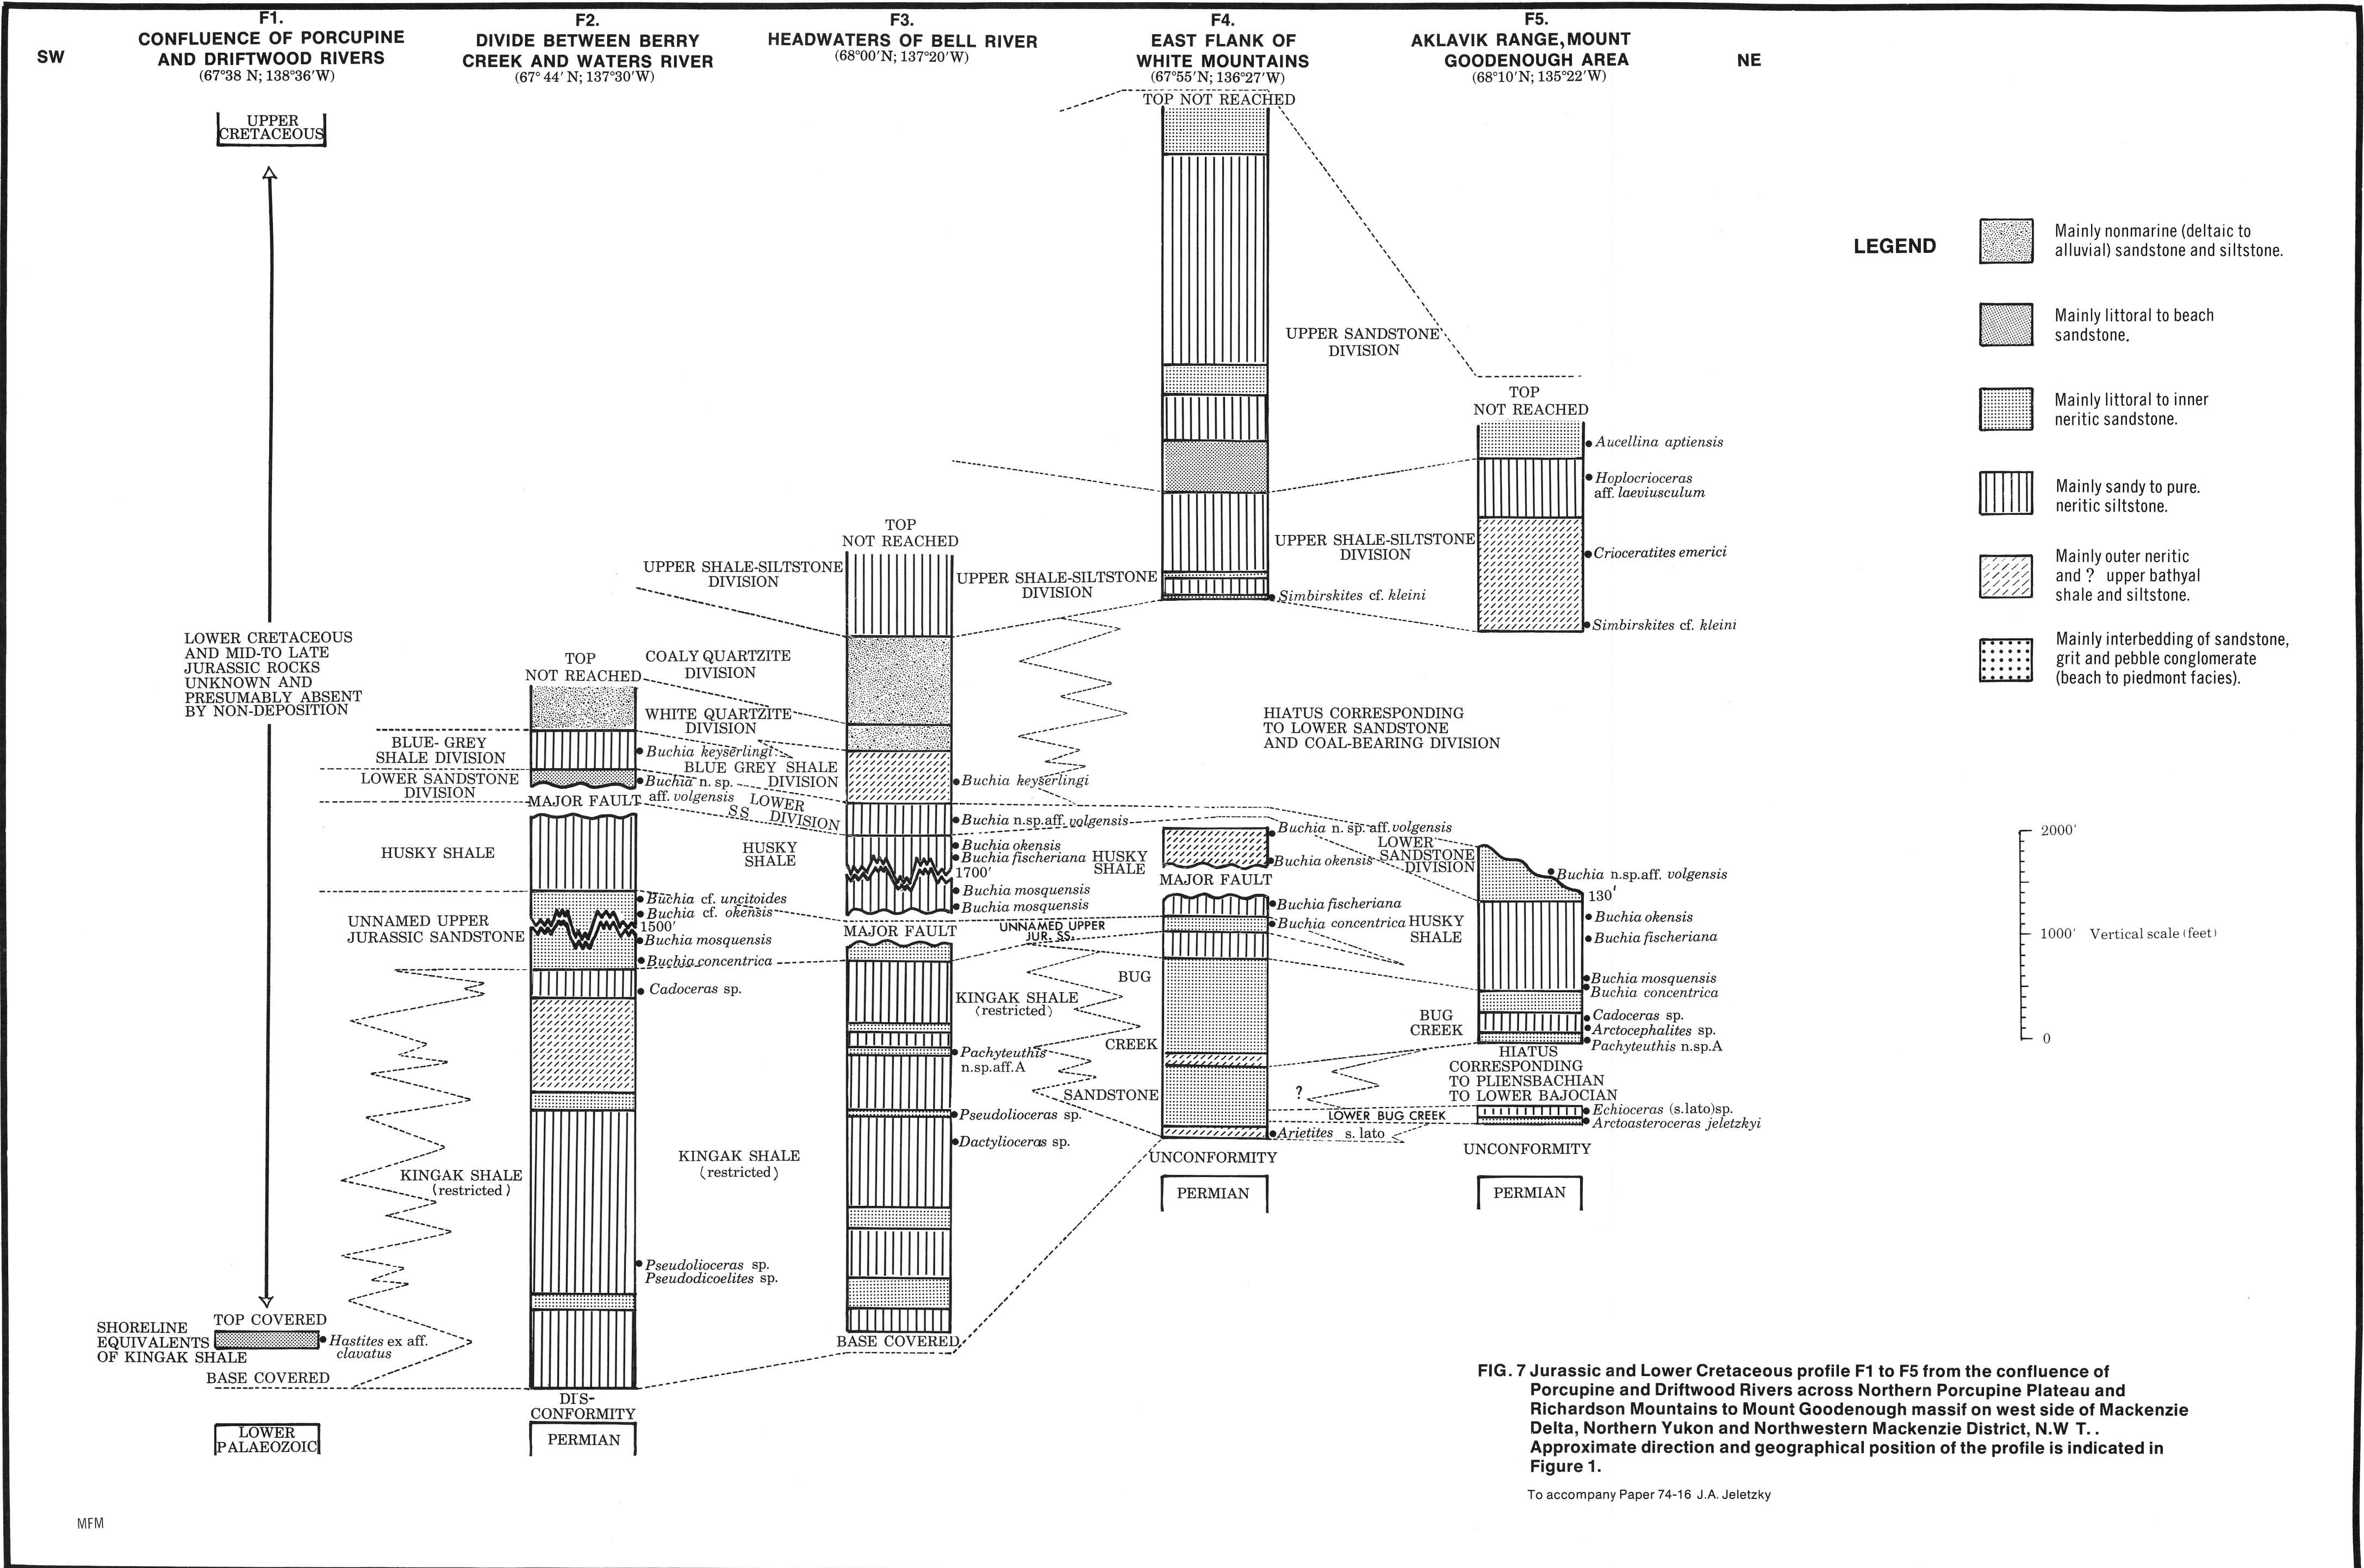 SW
F1.
CONFLUENCE OF PORCUPINE
AND DRIFTWOOD RIVERS
(67°38 N; 138°36'W)
F2.
DIVIDE BETWEEN BERRY
CREEK AND WATERS RIVER
(67°44'N; 137°30'W)
F3.
HEADWATERS OF BELL RIVER
(68°00'N; 137°20'W)
F4.
EAST FLANK OF
WHITE MOUNTAINS
(67°55'N; 136°27'W)
F5.
AKLAVIK RANGE, MOUNT
GOODENOUGH AREA
(68°10'N; 135°22'W)
NE
UPPER
CRETACEOUS
LOWER CRETACEOUS
AND MID-TO LATE
JURASSIC ROCKS
UNKNOWN AND
PRESUMABLY ABSENT
BY NON-DEPOSITION
TOP COVERED
SHORELINE
EQUIVALENTS
OF KINGAK SHALE
Hastites ex aff.
clavatus
BASE COVERED
LOWER
PALAEOZOIC
BLUE- GREY
SHALE DIVISION
LOWER SANDSTONE
DIVISION
HUSKY SHALE
UNNAMED UPPER
JURASSIC SANDSTONE
KINGAK SHALE
(restricted)
TOP
NOT REACHED
MAJOR FAULT
Buchia keyserlingi
Buchia n. sp.
aff. volgensis
Buchia cf. uncitoides
Buchia cf. okensis
1500'
Buchia mosquensis
Buchia concentrica
Cadoceras sp.
Pseudolioceras sp.
Pseudodicoelites sp.
DIS-
CONFORMITY
PERMIAN
UPPER SHALE-SILTSTONE
DIVISION
COALY QUARTZITE
DIVISION
WHITE QUARTZITE
DIVISION
BLUE GREY SHALE
DIVISION
LOWER
SS DIVISION
HUSKY
SHALE
KINGAK SHALE
(restricted)
TOP
NOT REACHED
Buchia keyserlingi
Buchia n.sp.aff. volgensis
Buchia okensis
Buchia fischeriana
1700'
Buchia mosquensis
Buchia mosquensis
MAJOR FAULT
Pachyteuthis
n.sp.aff.A
Pseudolioceras sp.
Dactylioceras sp.
BASE COVERED
UPPER SHALE-SILTSTONE
DIVISION
HUSKY
SHALE
UNNAMED UPPER
JUR. SS.
KINGAK SHALE
(restricted)
BUG
CREEK
SANDSTONE
TOP NOT REACHED
Simbirskites cf. kleini
Buchia n. sp. aff. volgensis
Buchia okensis
MAJOR FAULT
Buchia fischeriana
Buchia concentrica
Arietites s. lato
UNCONFORMITY
PERMIAN
UPPER SANDSTONE
DIVISION
UPPER SHALE-SILTSTONE
DIVISION
HIATUS CORRESPONDING
TO LOWER SANDSTONE
AND COAL-BEARING DIVISION
LOWER
SANDSTONE
DIVISION
HUSKY
SHALE
BUG
CREEK
?
LOWER BUG CREEK
TOP
NOT REACHED
Aucellina aptiensis
Hoplocrioceras
aff. laeviusculum
Crioceratites emerici
Simbirskites cf. kleini
Buchia n.sp.aff. volgensis
130'
Buchia okensis
Buchia fischeriana
Buchia mosquensis
Buchia concentrica
Cadoceras sp.
Arctocephalites sp.
Pachyteuthis n.sp.A
HIATUS
CORRESPONDING
TO PLIENSBACHIAN
TO LOWER BAJOCIAN
Echioceras (s.lato)sp.
Arctoasteroceras jeletzkyi
UNCONFORMITY
PERMIAN
LEGEND
Mainly nonmarine (deltaic to
alluvial) sandstone and siltstone.
Mainly littoral to beach
sandstone.
Mainly littoral to inner
neritic sandstone.
Mainly sandy to pure.
neritic siltstone.
Mainly outer neritic
and ? upper bathyal
shale and siltstone.
Mainly interbedding of sandstone,
grit and pebble conglomerate
(beach to piedmont facies).
2000'
1000' Vertical scale (feet)
0
FIG. 7 Jurassic and Lower Cretaceous profile F1 to F5 from the confluence of
Porcupine and Driftwood Rivers across Northern Porcupine Plateau and
Richardson Mountains to Mount Goodenough massif on west side of Mackenzie
Delta, Northern Yukon and Northwestern Mackenzie District, N.W T. .
Approximate direction and geographical position of the profile is indicated in
Figure 1.
To accompany Paper 74-16 J.A. Jeletzky
MFM